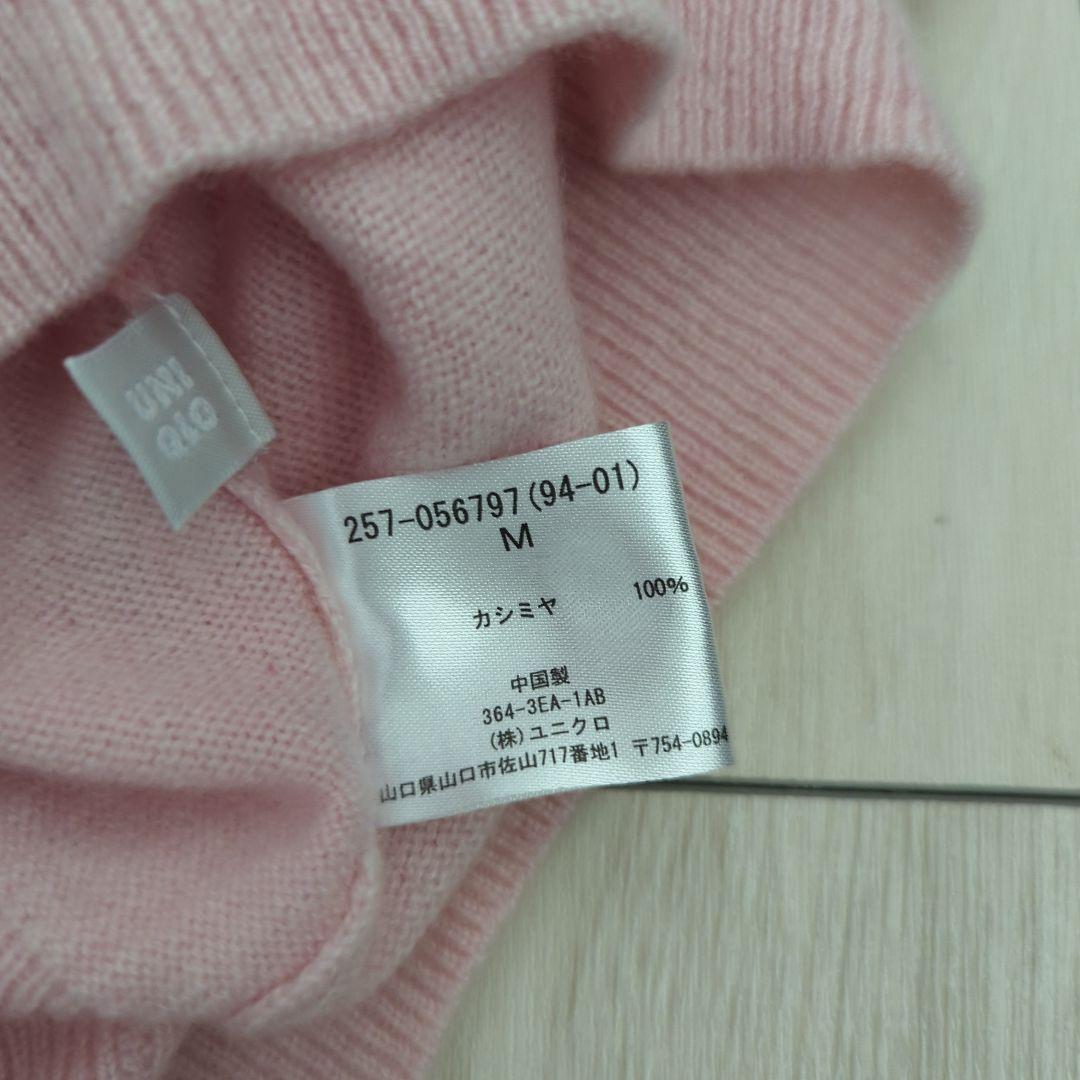 UNI
QLO
257-056797(94-01)
M
カシミヤ 100%
中国製
364-3EA-1AB
(株)ユニクロ
山口県山口市佐山717番地1 〒754-0894